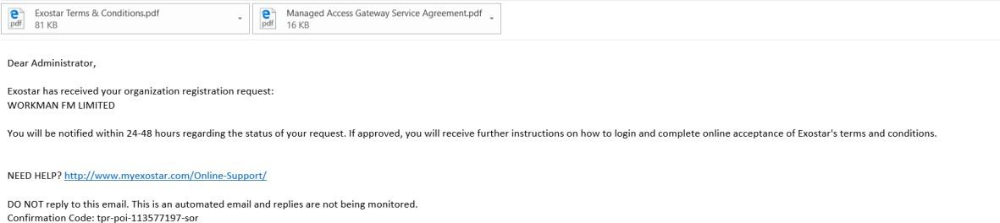 Exostar Terms & Conditions.pdf
81 KB
Managed Access Gateway Service Agreement.pdf
16 KB
pdf
pdf
Dear Administrator,
Exostar has received your organization registration request:
WORKMAN FM LIMITED
You will be notified within 24-48 hours regarding the status of your request. If approved, you will receive further instructions on how to login and complete online acceptance of Exostar's terms and conditions.
NEED HELP? http://www.myexostar.com/Online-Support/
DO NOT reply to this email. This is an automated email and replies are not being monitored.
Confirmation Code: tpr-poi-113577197-sor